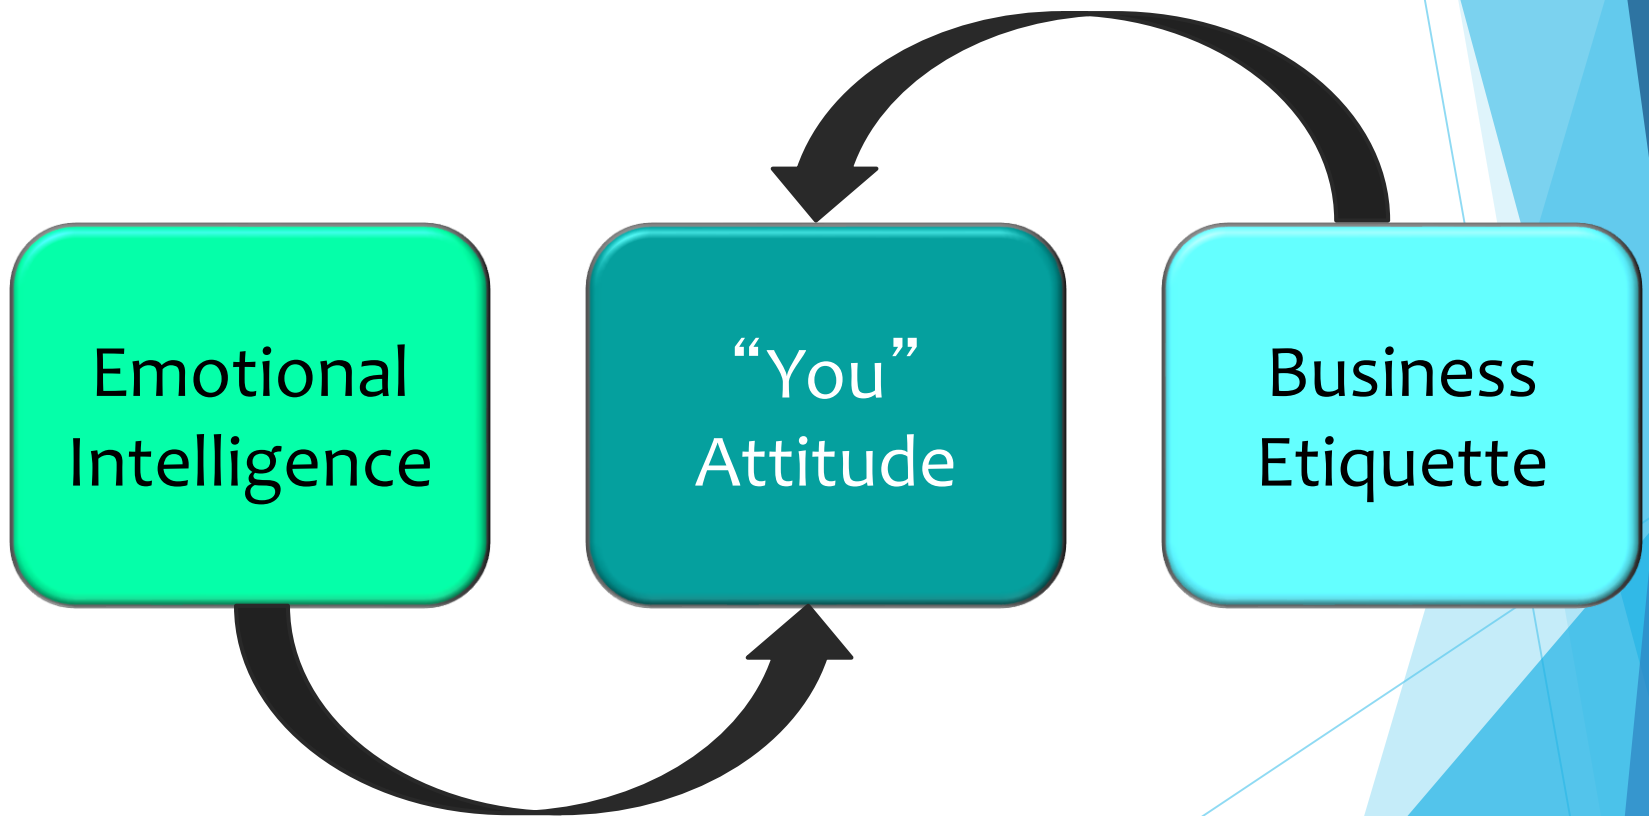 Emotional
Intelligence
“You”
Attitude
Business
Etiquette